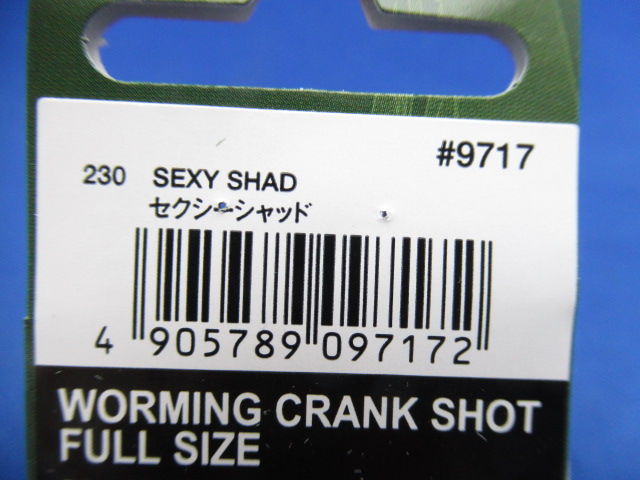 #9717
230 SEXY SHAD
セクシーシャッド
4 905789 097172
WORMING CRANK SHOT
FULL SIZE